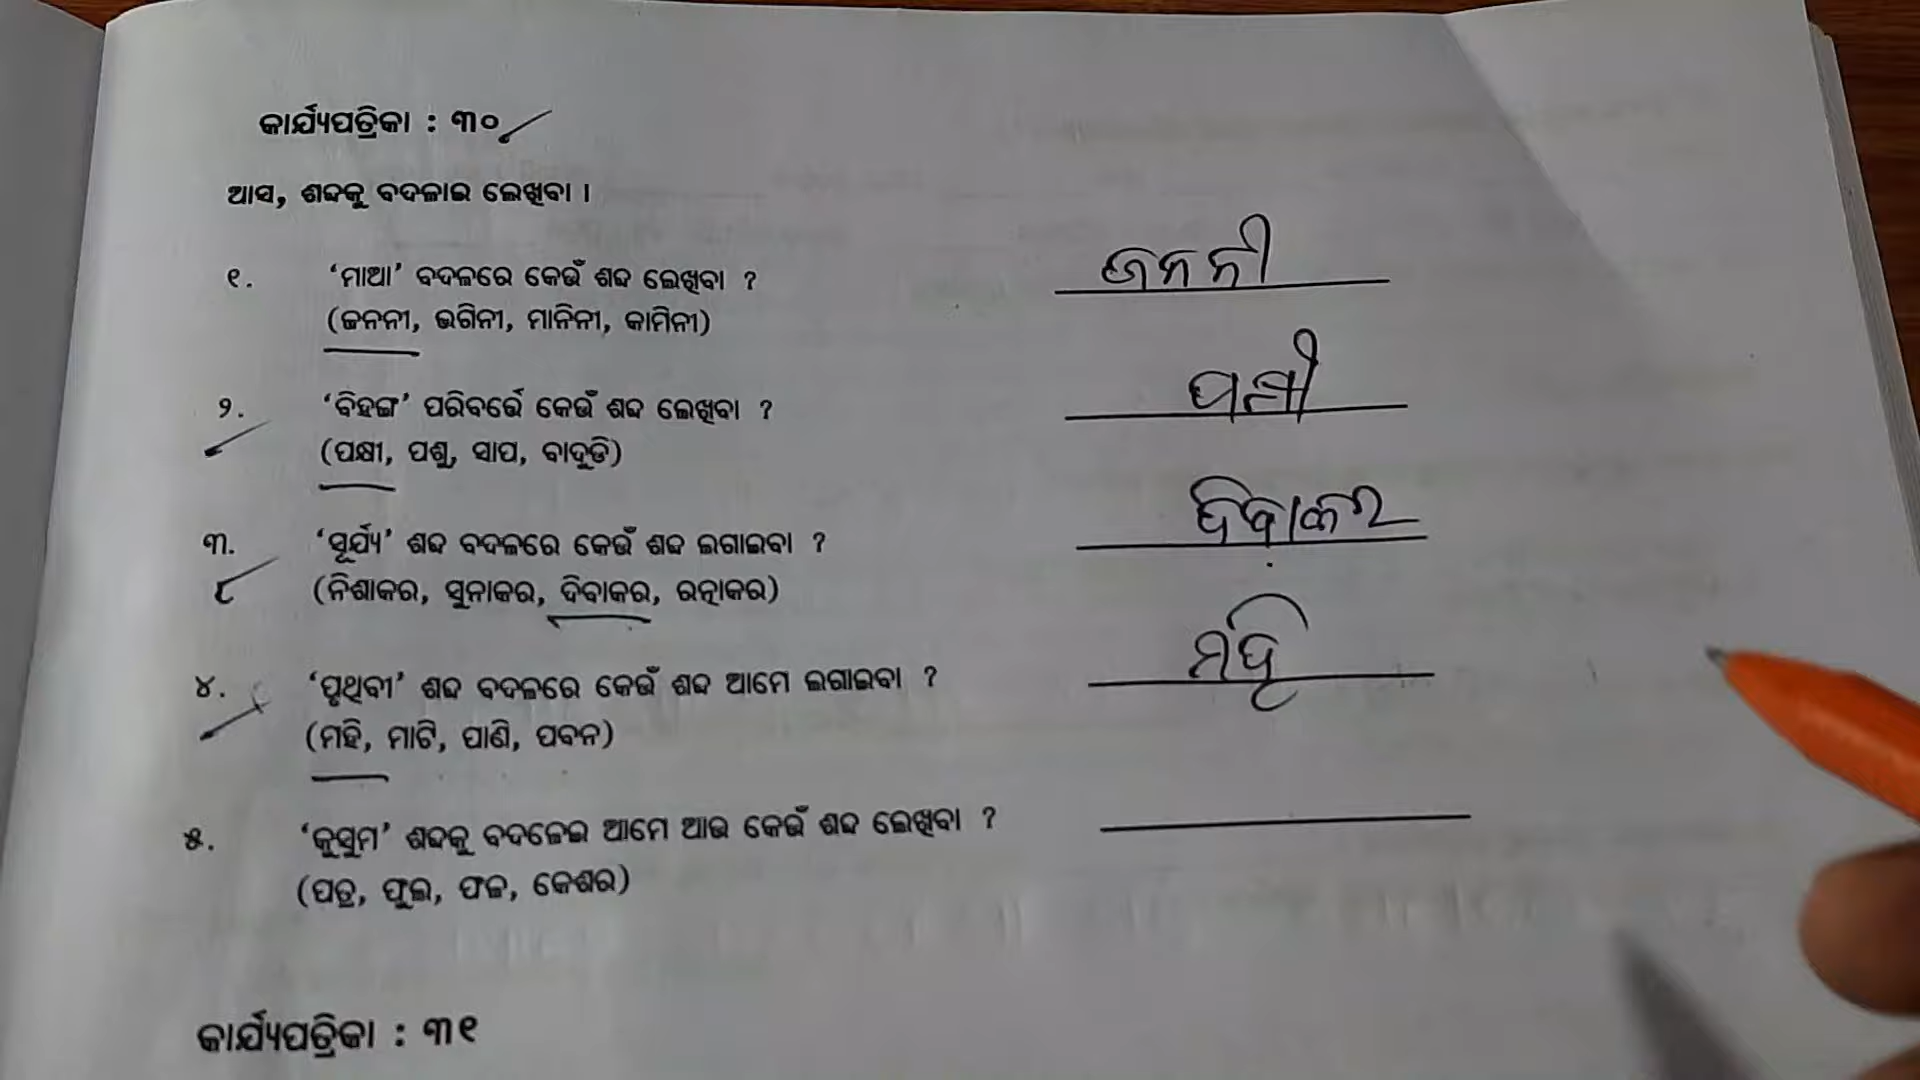 କାର୍ଯ୍ୟପତ୍ରିକା : ୩୦
ଆସ, ଶବ୍ଦକୁ ବଦଳାଇ ଲେଖିବା ।
୧. ‘ମାଆ’ ବଦଳରେ କେଉଁ ଶବ୍ଦ ଲେଖିବା ? ଜନନୀ
(ଜନନୀ, ଭଗିନୀ, ମାନିନୀ, କାମିନୀ)
୨. ‘ବିହଙ୍ଗ’ ପରିବର୍ତ୍ତେ କେଉଁ ଶବ୍ଦ ଲେଖିବା ? ପକ୍ଷୀ
(ପକ୍ଷୀ, ପଶୁ, ସାପ, ବାଦୁଡି)
୩. ‘ସୂର୍ଯ୍ୟ’ ଶବ୍ଦ ବଦଳରେ କେଉଁ ଶବ୍ଦ ଲଗାଇବା ? ଦିବାକର
(ନିଶାକର, ସୁନାକର, ଦିବାକର, ରତ୍ନାକର)
୪. ‘ପୃଥିବୀ’ ଶବ୍ଦ ବଦଳରେ କେଉଁ ଶବ୍ଦ ଆମେ ଲଗାଇବା ? ମହି
(ମହି, ମାଟି, ପାଣି, ପବନ)
୫. ‘କୁସୁମ’ ଶବ୍ଦକୁ ବଦଳେଇ ଆମେ ଆଉ କେଉଁ ଶବ୍ଦ ଲେଖିବା ?
(ପତ୍ର, ଫୁଲ, ଫଳ, କେଶର)
କାର୍ଯ୍ୟପତ୍ରିକା : ୩୧